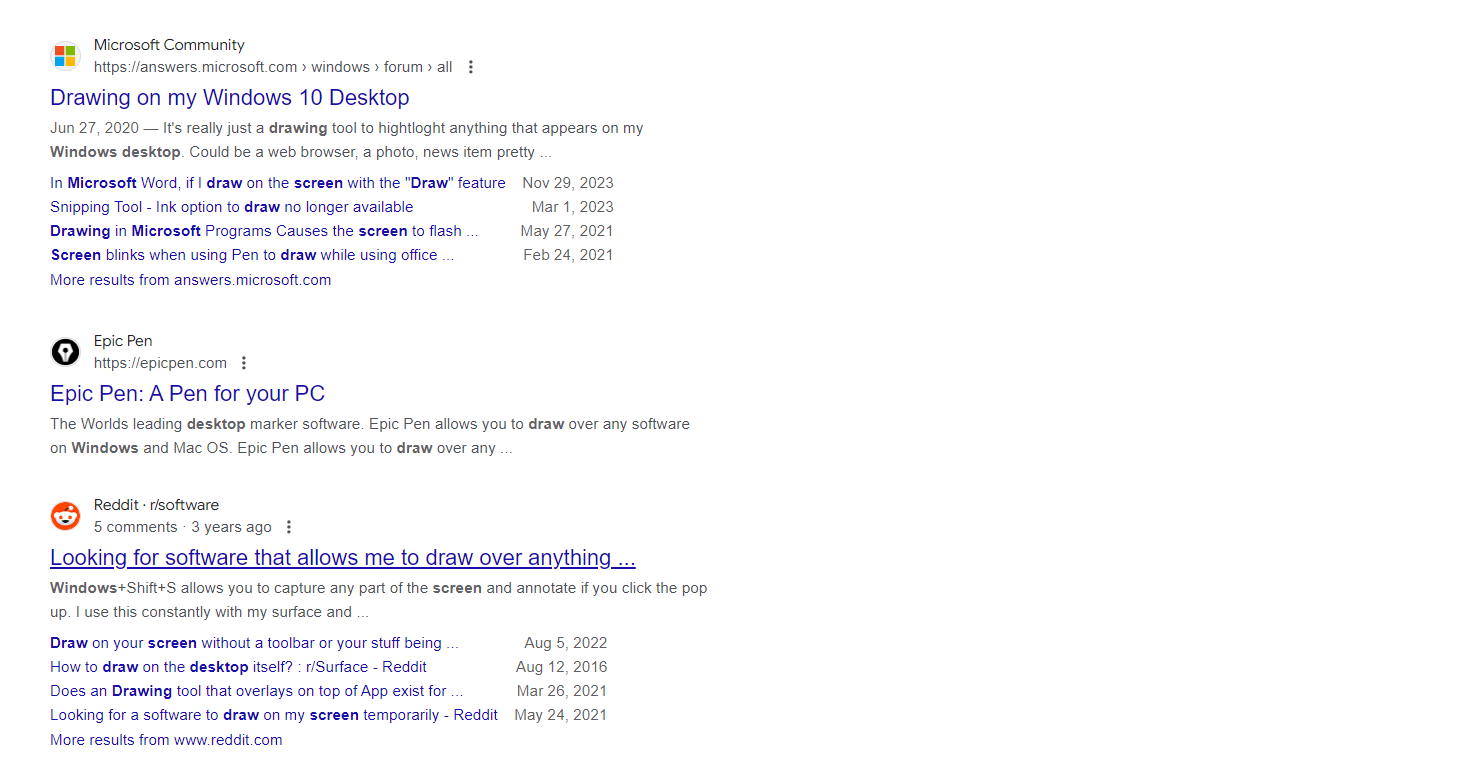 Microsoft Community
https://answers.microsoft.com › windows › forum › all
Drawing on my Windows 10 Desktop
Jun 27, 2020 — It's really just a drawing tool to hightloght anything that appears on my
Windows desktop. Could be a web browser, a photo, news item pretty ...
In Microsoft Word, if I draw on the screen with the "Draw" feature Nov 29, 2023
Snipping Tool - Ink option to draw no longer available Mar 1, 2023
Drawing in Microsoft Programs Causes the screen to flash ... May 27, 2021
Screen blinks when using Pen to draw while using office ... Feb 24, 2021
More results from answers.microsoft.com
Epic Pen
https://epicpen.com
Epic Pen: A Pen for your PC
The Worlds leading desktop marker software. Epic Pen allows you to draw over any software
on Windows and Mac OS. Epic Pen allows you to draw over any ...
Reddit · r/software
5 comments · 3 years ago
Looking for software that allows me to draw over anything ...
Windows+Shift+S allows you to capture any part of the screen and annotate if you click the pop
up. I use this constantly with my surface and ...
Draw on your screen without a toolbar or your stuff being ... Aug 5, 2022
How to draw on the desktop itself? : r/Surface - Reddit Aug 12, 2016
Does an Drawing tool that overlays on top of App exist for ... Mar 26, 2021
Looking for a software to draw on my screen temporarily - Reddit May 24, 2021
More results from www.reddit.com